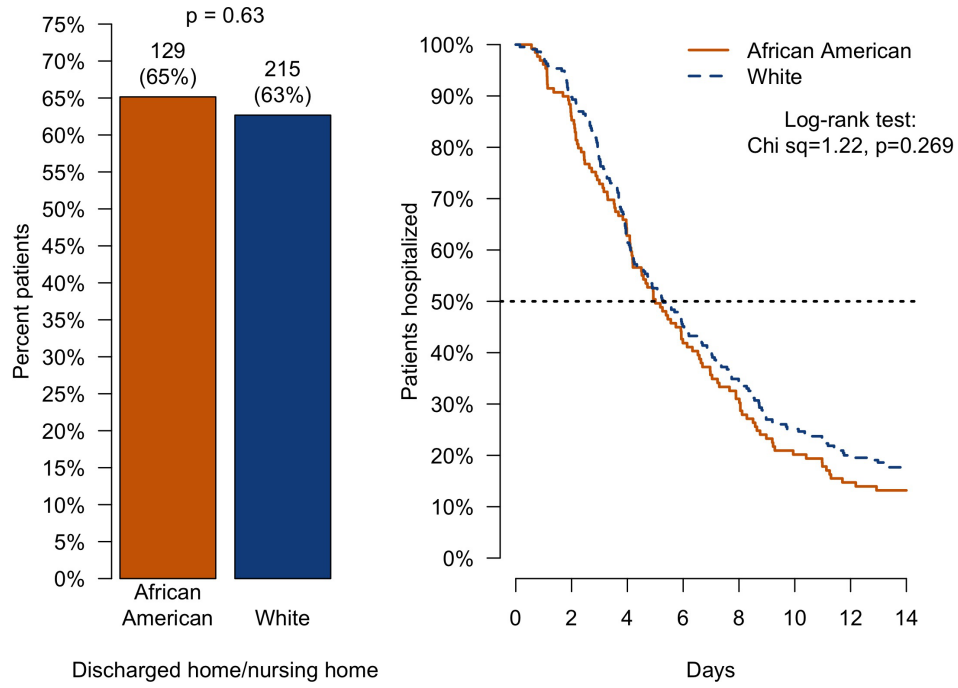 p = 0.63
75%
70%
65%
60%
55%
50%
45%
40%
35%
30%
25%
20%
15%
10%
5%
0%
Percent patients
129
(65%)
215
(63%)
African
American
White
Discharged home/nursing home
100%
90%
80%
70%
60%
50%
40%
30%
20%
10%
0%
Patients hospitalized
African American
White
Log-rank test:
Chi sq=1.22, p=0.269
0 2 4 6 8 10 12 14
Days